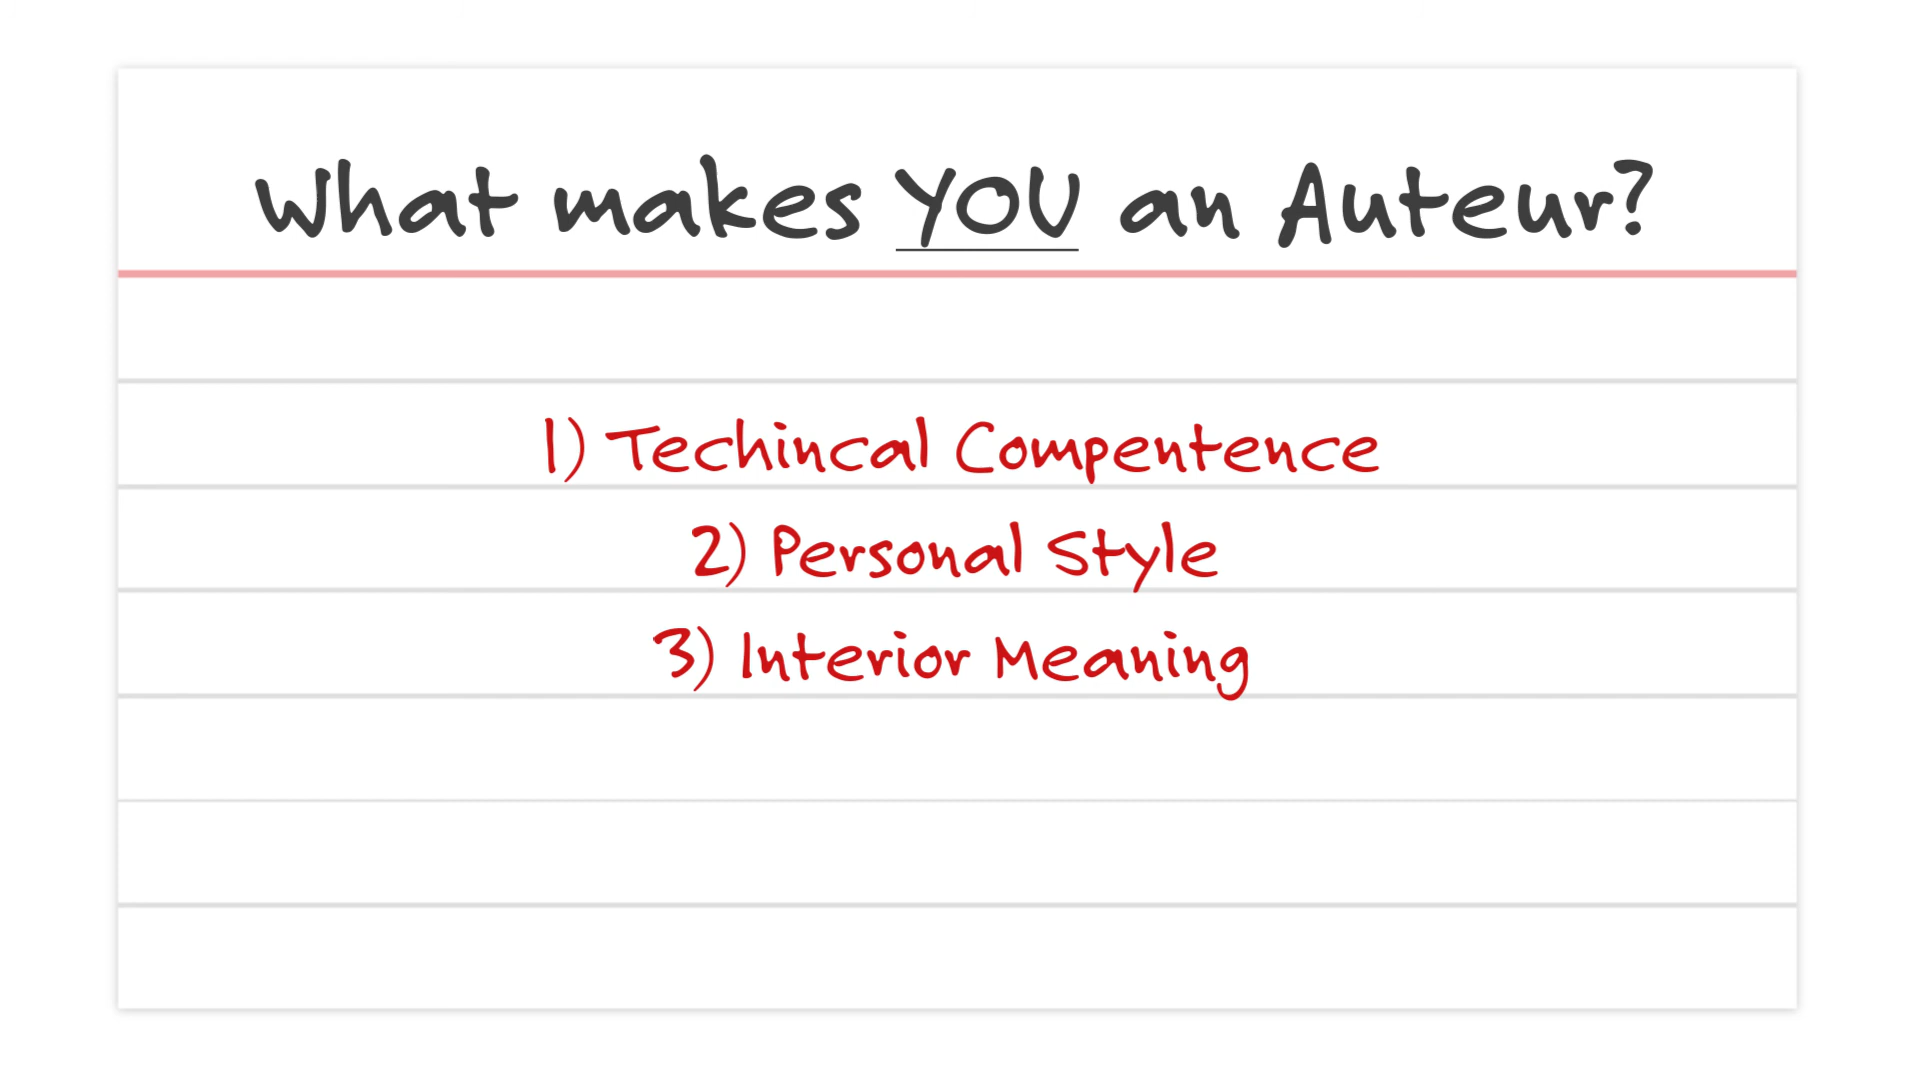 What makes YOU an Auteur?
1) Techincal Compentence
2) Personal Style
3) Interior Meaning